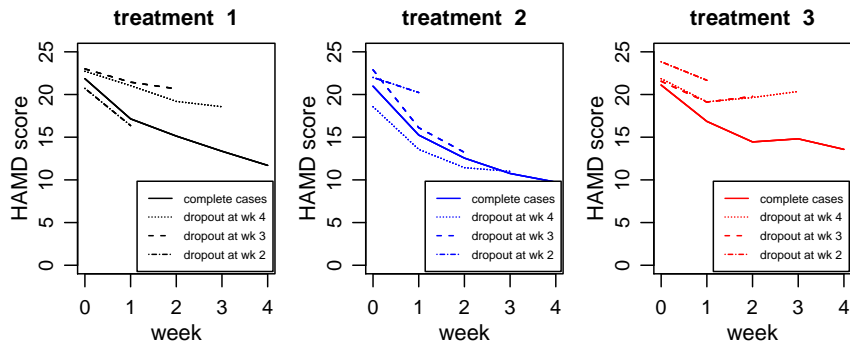 treatment 1
HAMD score
25
20
15
10
5
0
complete cases
dropout at wk 4
dropout at wk 3
dropout at wk 2
0 1 2 3 4
week
treatment 2
HAMD score
25
20
15
10
5
0
complete cases
dropout at wk 4
dropout at wk 3
dropout at wk 2
0 1 2 3 4
week
treatment 3
HAMD score
25
20
15
10
5
0
complete cases
dropout at wk 4
dropout at wk 3
dropout at wk 2
0 1 2 3 4
week